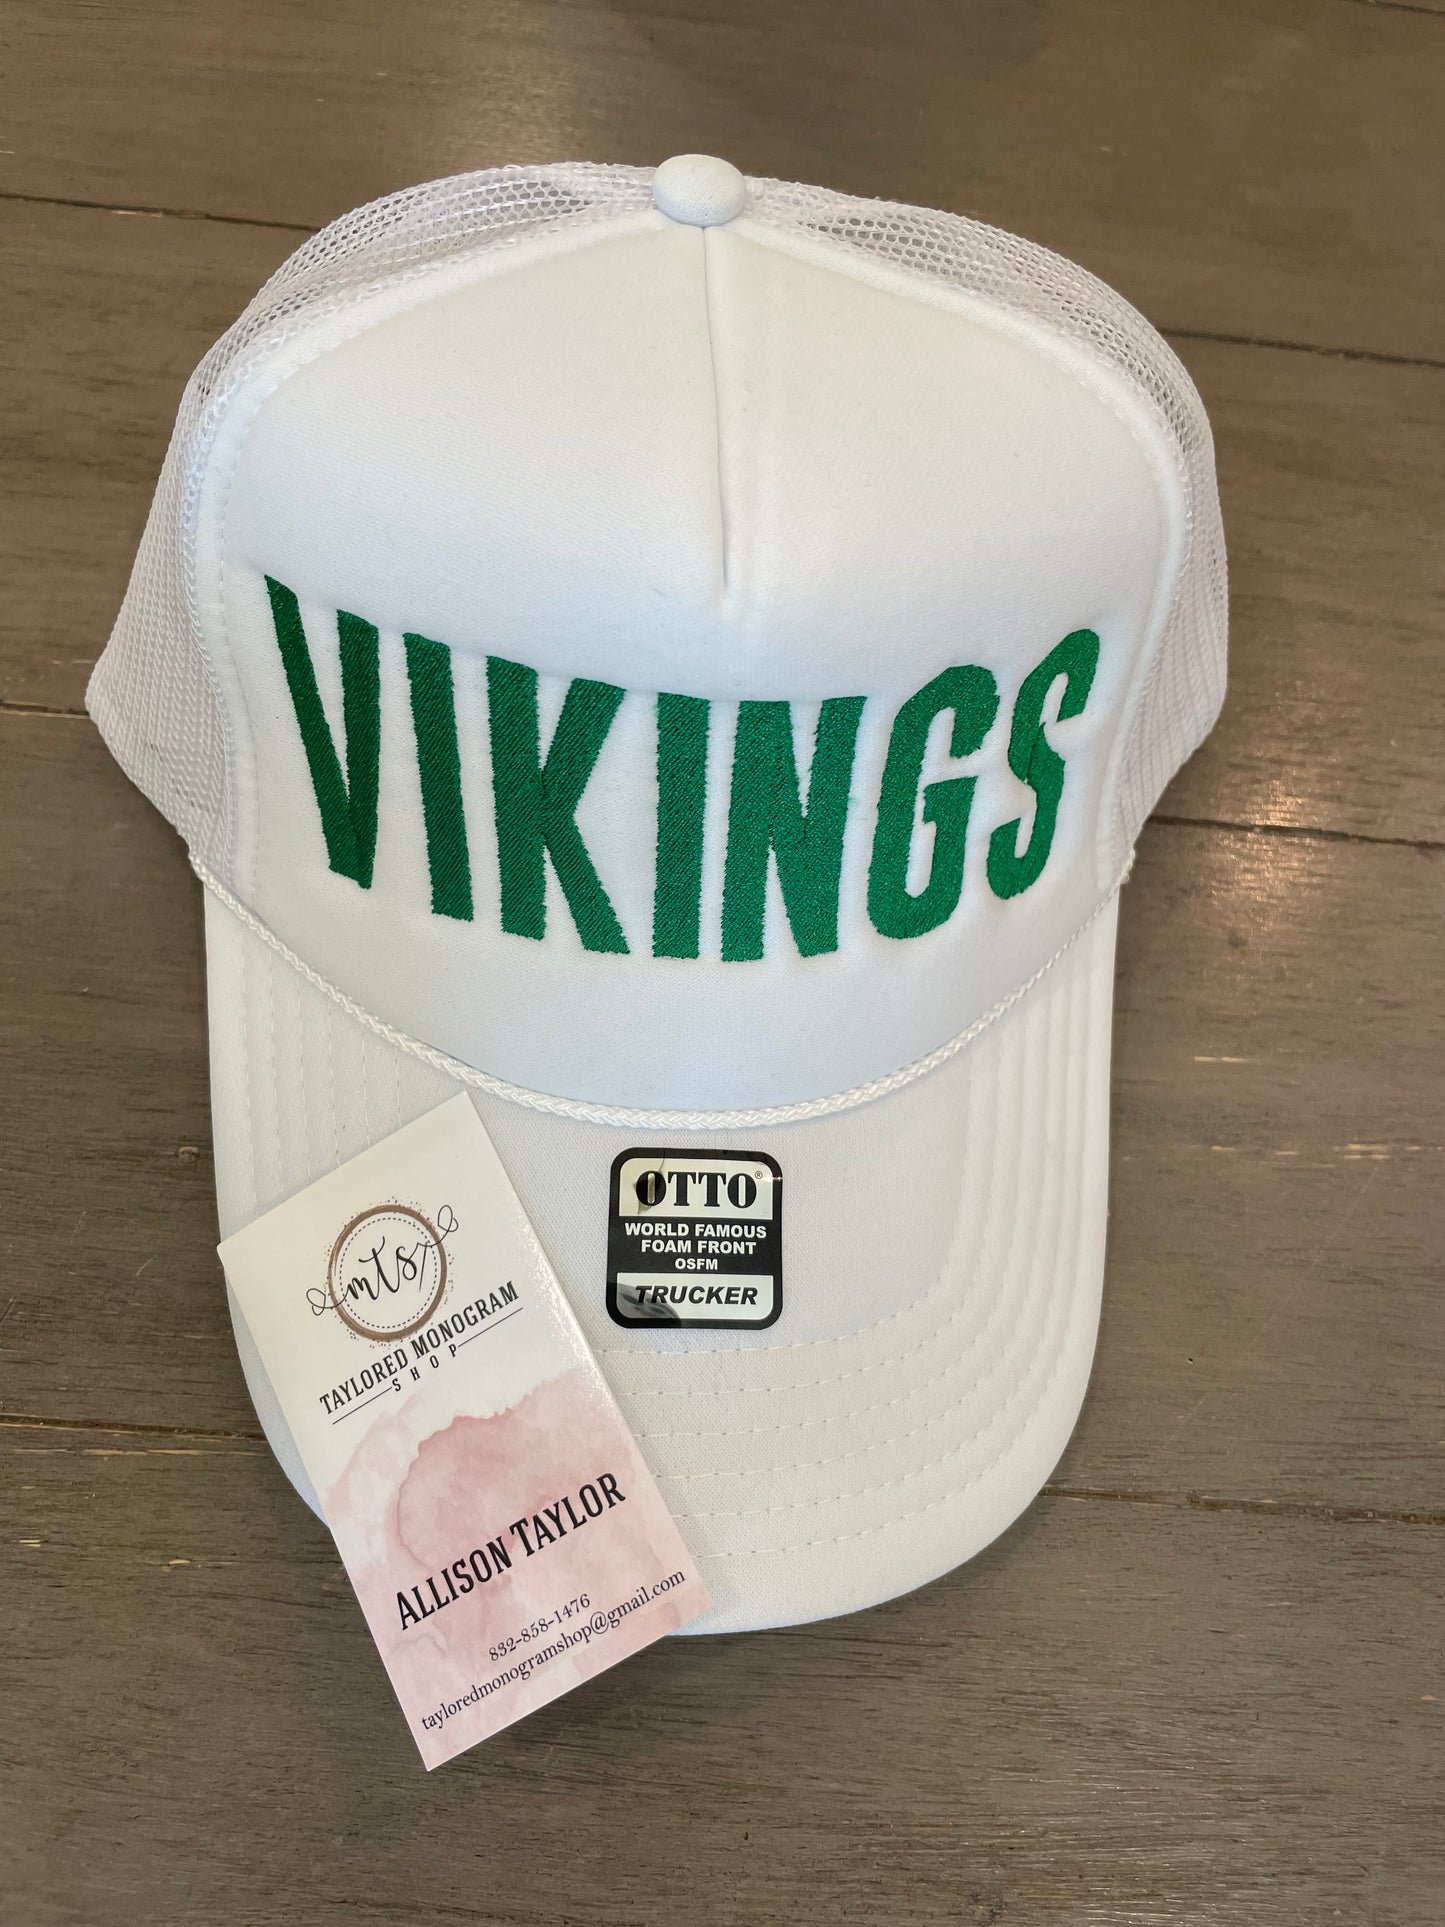 VIKINGS
OTTO®
WORLD FAMOUS
FOAM FRONT
OSFM
TRUCKER
mTs
TAYLORED MONOGRAM
SHOP
ALLISON TAYLOR
832-858-1476
tayloredmonogramshop@gmail.com